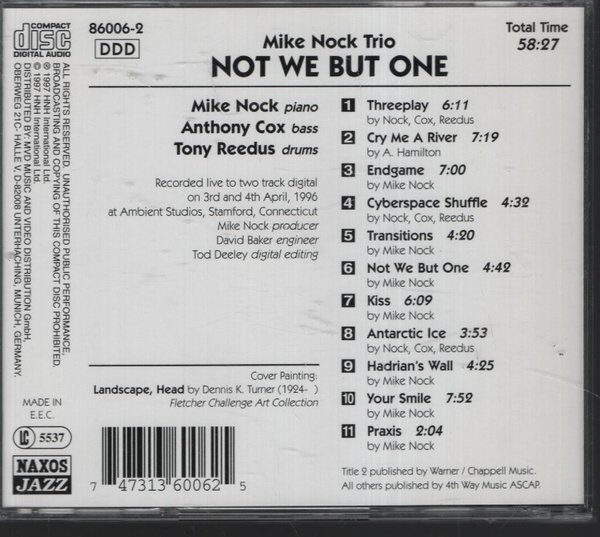 COMPACT
disc
DIGITAL AUDIO
86006-2
DDD
Total Time
58:27
Mike Nock Trio
NOT WE BUT ONE
Mike Nock piano
Anthony Cox bass
Tony Reedus drums
Recorded live to two track digital
on 3rd and 4th April, 1996
at Ambient Studios, Stamford, Connecticut
Mike Nock producer
David Baker engineer
Tod Deeley digital editing
Cover Painting:
Landscape, Head by Dennis K. Turner (1924- )
Fletcher Challenge Art Collection
1 Threeplay 6:11
by Nock, Cox, Reedus
2 Cry Me A River 7:19
by A. Hamilton
3 Endgame 7:00
by Mike Nock
4 Cyberspace Shuffle 4:32
by Nock, Cox, Reedus
5 Transitions 4:20
by Mike Nock
6 Not We But One 4:42
by Mike Nock
7 Kiss 6:09
by Mike Nock
8 Antarctic Ice 3:53
by Nock, Cox, Reedus
9 Hadrian's Wall 4:25
by Mike Nock
10 Your Smile 7:52
by Mike Nock
11 Praxis 2:04
by Mike Nock
Title 2 published by Warner / Chappell Music.
All others published by 4th Way Music ASCAP.
ALL RIGHTS RESERVED. UNAUTHORISED PUBLIC PERFORMANCE,
BROADCASTING AND COPYING OF THIS COMPACT DISC PROHIBITED.
℗ 1997 HNH International Ltd.
© 1997 HNH International Ltd.
DISTRIBUTED BY: MVD MUSIC AND VIDEO DISTRIBUTION GmbH,
OBERWEG 21C - HALLE V, D-82008 UNTERHACHING, MUNICH, GERMANY.
MADE IN
E.E.C.
LC 5537
NAXOS
JAZZ
7 47313 60062 5